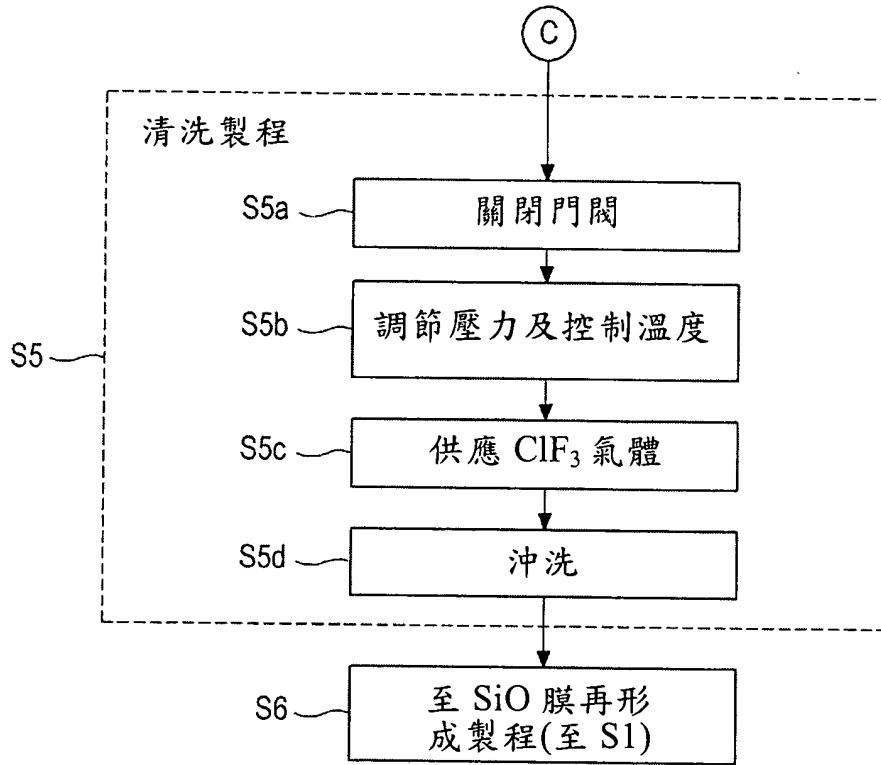 C
清洗製程
S5a
關閉門閥
S5b
調節壓力及控制溫度
S5
S5c
供應 ClF₃ 氣體
S5d
沖洗
S6
至 SiO 膜再形
成製程(至 S1)